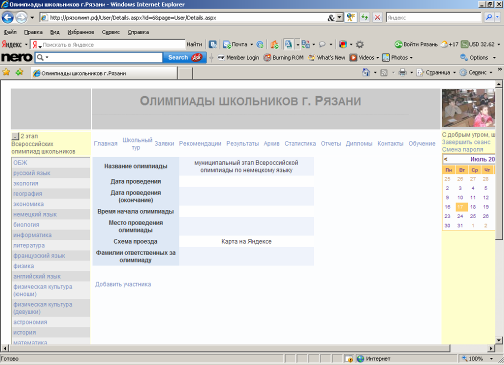 Олимпиады школьников г.Рязани - Windows Internet Explorer
http://рязолимп.рф/User/Details.aspx?id=6&page=User/Details.aspx
Яндекс
Файл Правка Вид Избранное Сервис Справка
Яндекс Поиск в Яндексе Найти Почта Войти Рязань +17 USD 32.62
nero Search Member Login Burning ROM What's New Videos Photos Options
Олимпиады школьников г.Рязани Страница Сервис
Олимпиады школьников г. Рязани
2 этап
Всероссийских
олимпиад школьников
ОБЖ
русский язык
экология
география
экономика
немецкий язык
биология
информатика
литература
французский язык
физика
английский язык
физическая культура
(юноши)
физическая культура
(девушки)
астрономия
история
математика
Главная Школьный тур Заявки Рекомендации Результаты Архив Статистика Отчеты Дипломы Контакты Обучение
Название олимпиады муниципальный этап Всероссийской
олимпиады по немецкому языку
Дата проведения
Дата проведения
(окончание)
Время начала олимпиады
Место проведения
олимпиады
Схема проезда Карта на Яндексе
Фамилии ответственных за
олимпиаду
Добавить участника
С добрым утром, ш
Завершить сеанс
Смена пароля
< Июль 20
Пн Вт Ср Че
25 26 27 28
2 3 4 5
9 10 11 12
16 17 18 19
23 24 25 26
30 31 1 2
Готово Интернет 100%